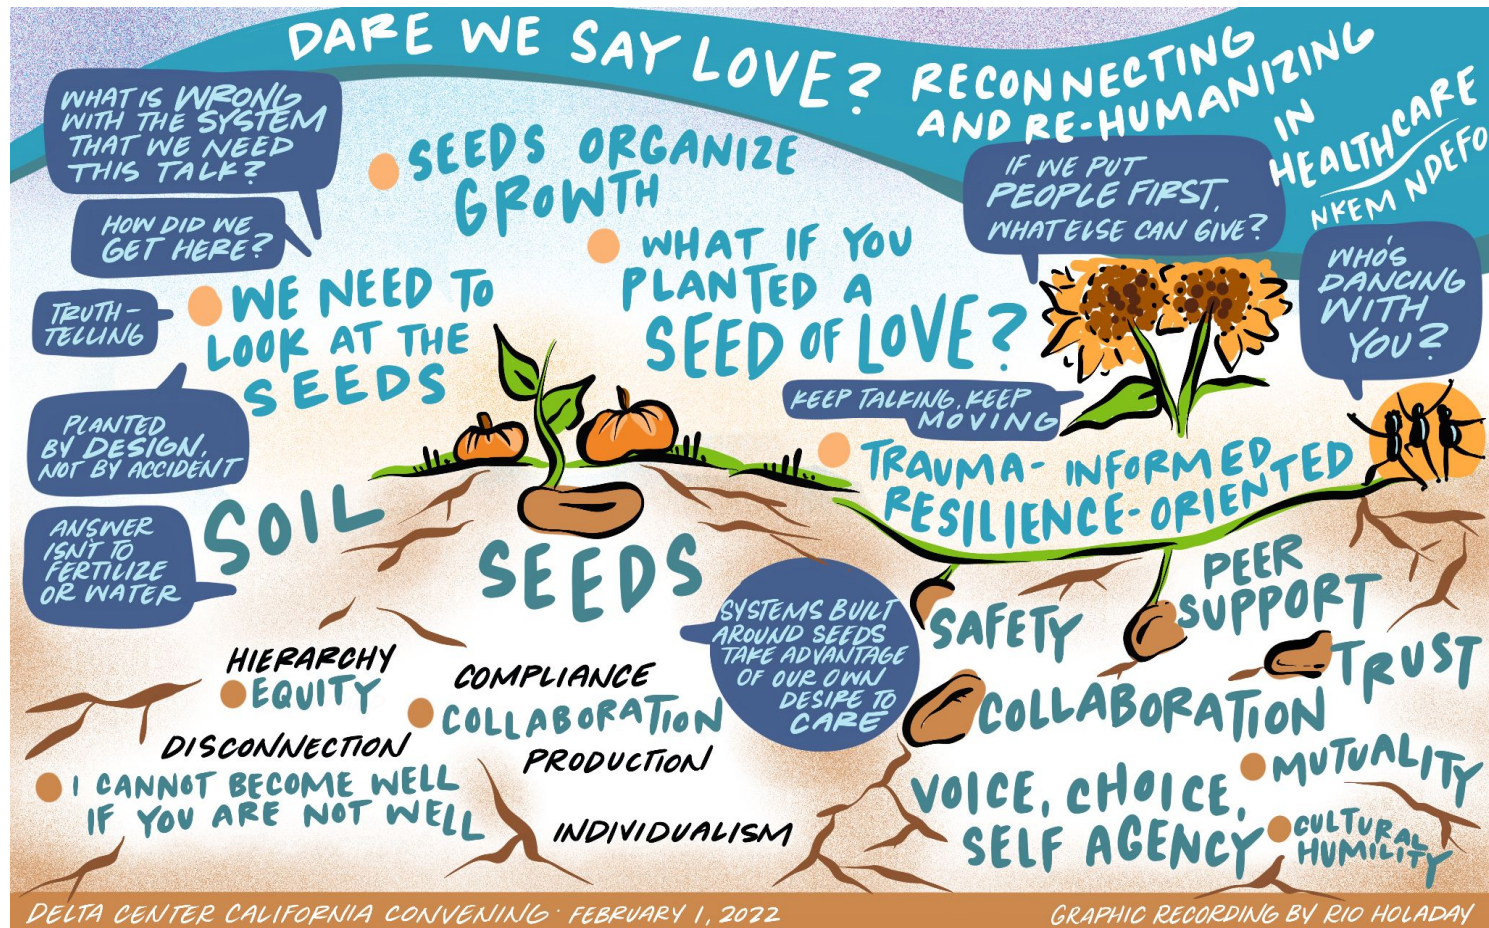 DARE WE SAY LOVE?
RECONNECTING
AND RE-HUMANIZING
IN
HEALTHCARE
NKEM NDEFO
WHAT IS WRONG
WITH THE SYSTEM
THAT WE NEED
THIS TALK?
HOW DID WE
GET HERE?
TRUTH-
TELLING
PLANTED
BY DESIGN,
NOT BY ACCIDENT
ANSWER
ISN'T TO
FERTILIZE
OR WATER
SEEDS ORGANIZE
GROWTH
WE NEED TO
LOOK AT THE
SEEDS
WHAT IF YOU
PLANTED A
SEED OF LOVE?
IF WE PUT
PEOPLE FIRST,
WHAT ELSE CAN GIVE?
WHO'S
DANCING
WITH
YOU?
KEEP TALKING, KEEP
MOVING
TRAUMA-INFORMED
RESILIENCE-ORIENTED
SOIL
SEEDS
HIERARCHY
EQUITY
COMPLIANCE
COLLABORATION
DISCONNECTION
I CANNOT BECOME WELL
IF YOU ARE NOT WELL
PRODUCTION
INDIVIDUALISM
SYSTEMS BUILT
AROUND SEEDS
TAKE ADVANTAGE
OF OUR OWN
DESIRE TO
CARE
SAFETY
PEER
SUPPORT
TRUST
COLLABORATION
MUTUALITY
VOICE, CHOICE,
SELF AGENCY
CULTURAL
HUMILITY
DELTA CENTER CALIFORNIA CONVENING · FEBRUARY 1, 2022
GRAPHIC RECORDING BY RIO HOLADAY